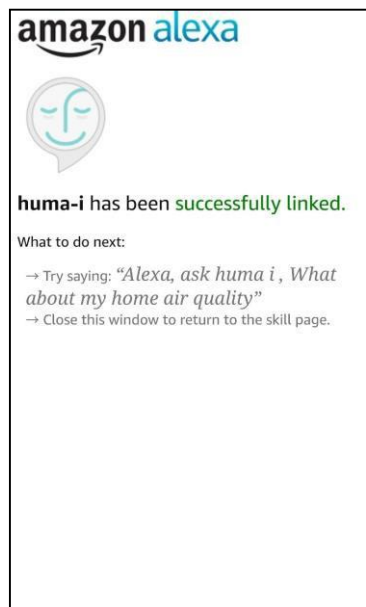 amazon alexa
huma-i has been successfully linked.
What to do next:
→ Try saying: “Alexa, ask huma i , What
about my home air quality”
→ Close this window to return to the skill page.